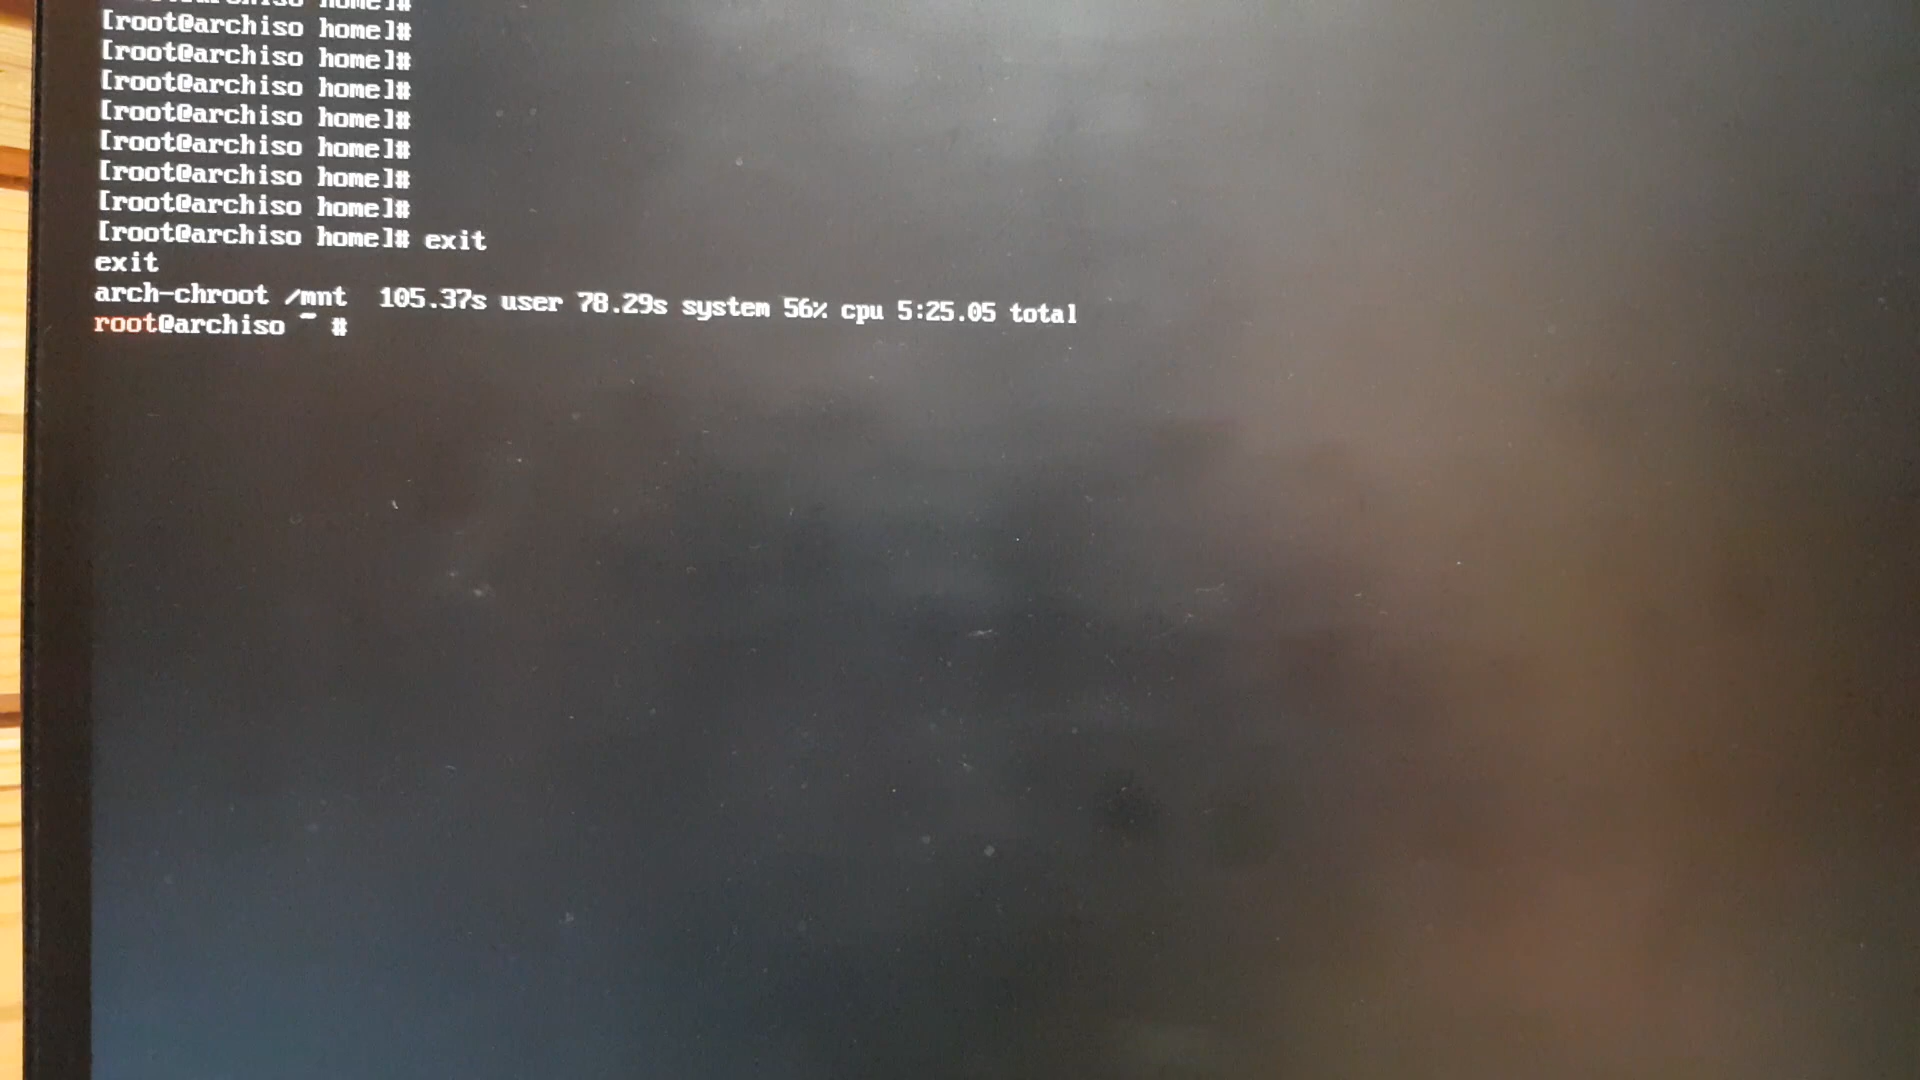 [root@archiso home]#
[root@archiso home]#
[root@archiso home]#
[root@archiso home]#
[root@archiso home]#
[root@archiso home]#
[root@archiso home]#
[root@archiso home]# exit
exit
arch-chroot /mnt  105.37s user 78.29s system 56% cpu 5:25.05 total
root@archiso ~ #